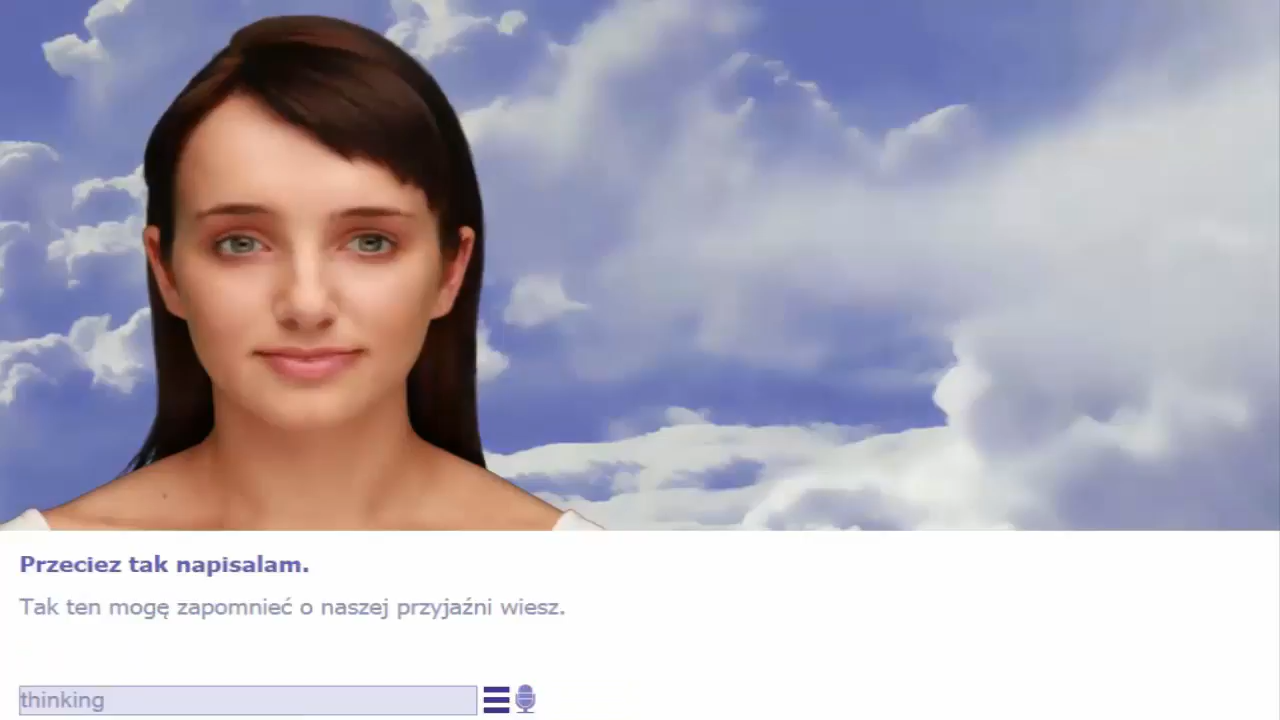 Przeciez tak napisalam.
Tak ten mogę zapomnieć o naszej przyjaźni wiesz.
thinking